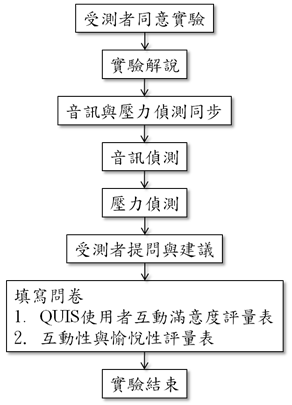 受測者同意實驗
實驗解說
音訊與壓力偵測同步
音訊偵測
壓力偵測
受測者提問與建議
填寫問卷
1. QUIS使用者互動滿意度評量表
2. 互動性與愉悅性評量表
實驗結束